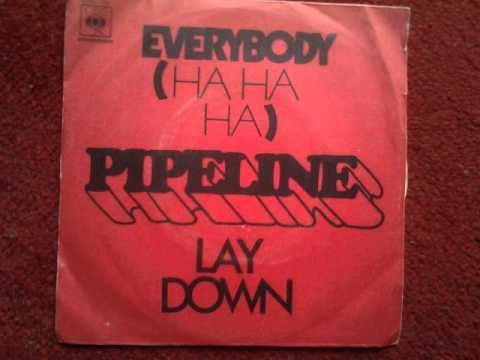 EVERYBODY
(HA HA
HA)
PIPELINE
LAY
DOWN